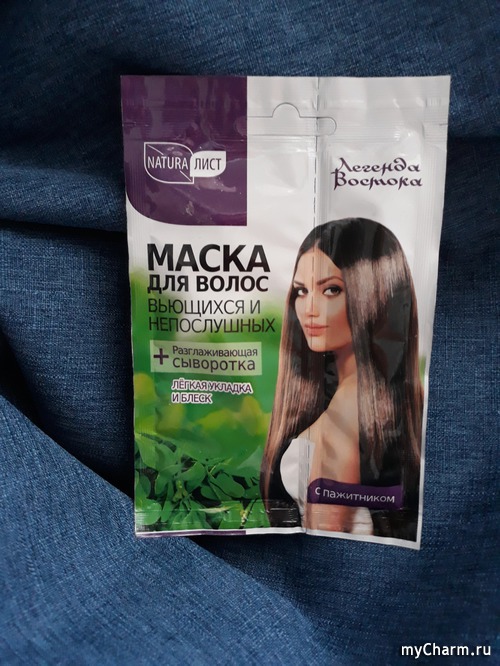 NATURA ЛИСТ
Легенда
Востока
МАСКА
ДЛЯ ВОЛОС
ВЬЮЩИХСЯ И
НЕПОСЛУШНЫХ
+ Разглаживающая
СЫВОРОТКА
ЛЁГКАЯ УКЛАДКА
И БЛЕСК
С ПАЖИТНИКОМ
myCharm.ru